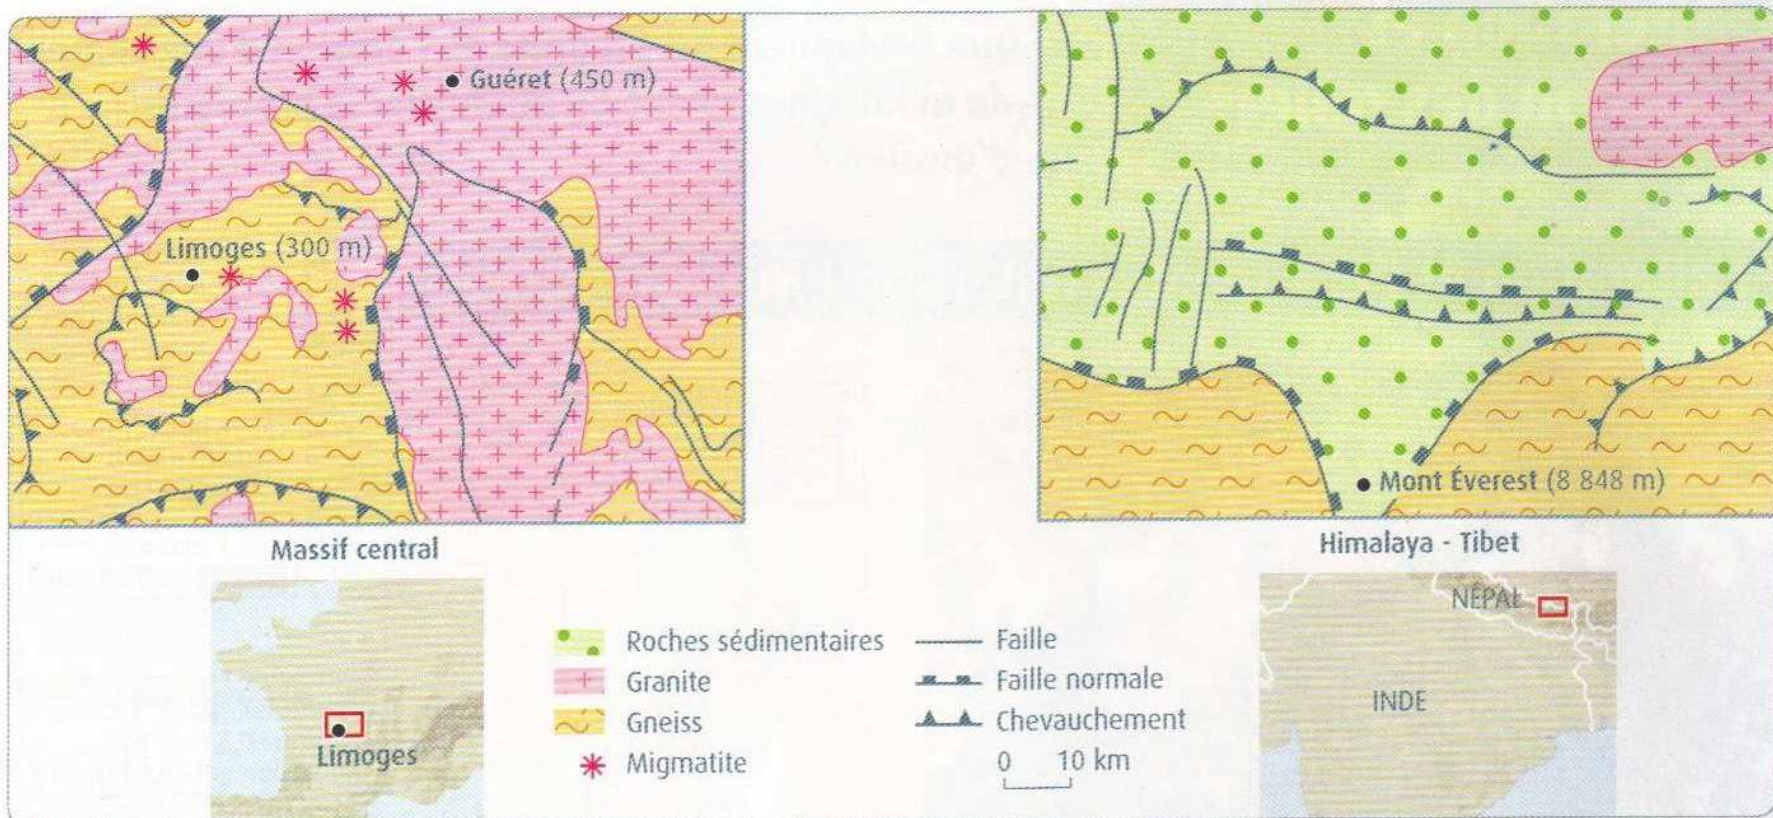 Guéret (450 m)
Limoges (300 m)
Mont Éverest (8 848 m)
Massif central
Himalaya - Tibet
Limoges
Roches sédimentaires
Granite
Gneiss
Migmatite
Faille
Faille normale
Chevauchement
0 10 km
NÉPAL
INDE